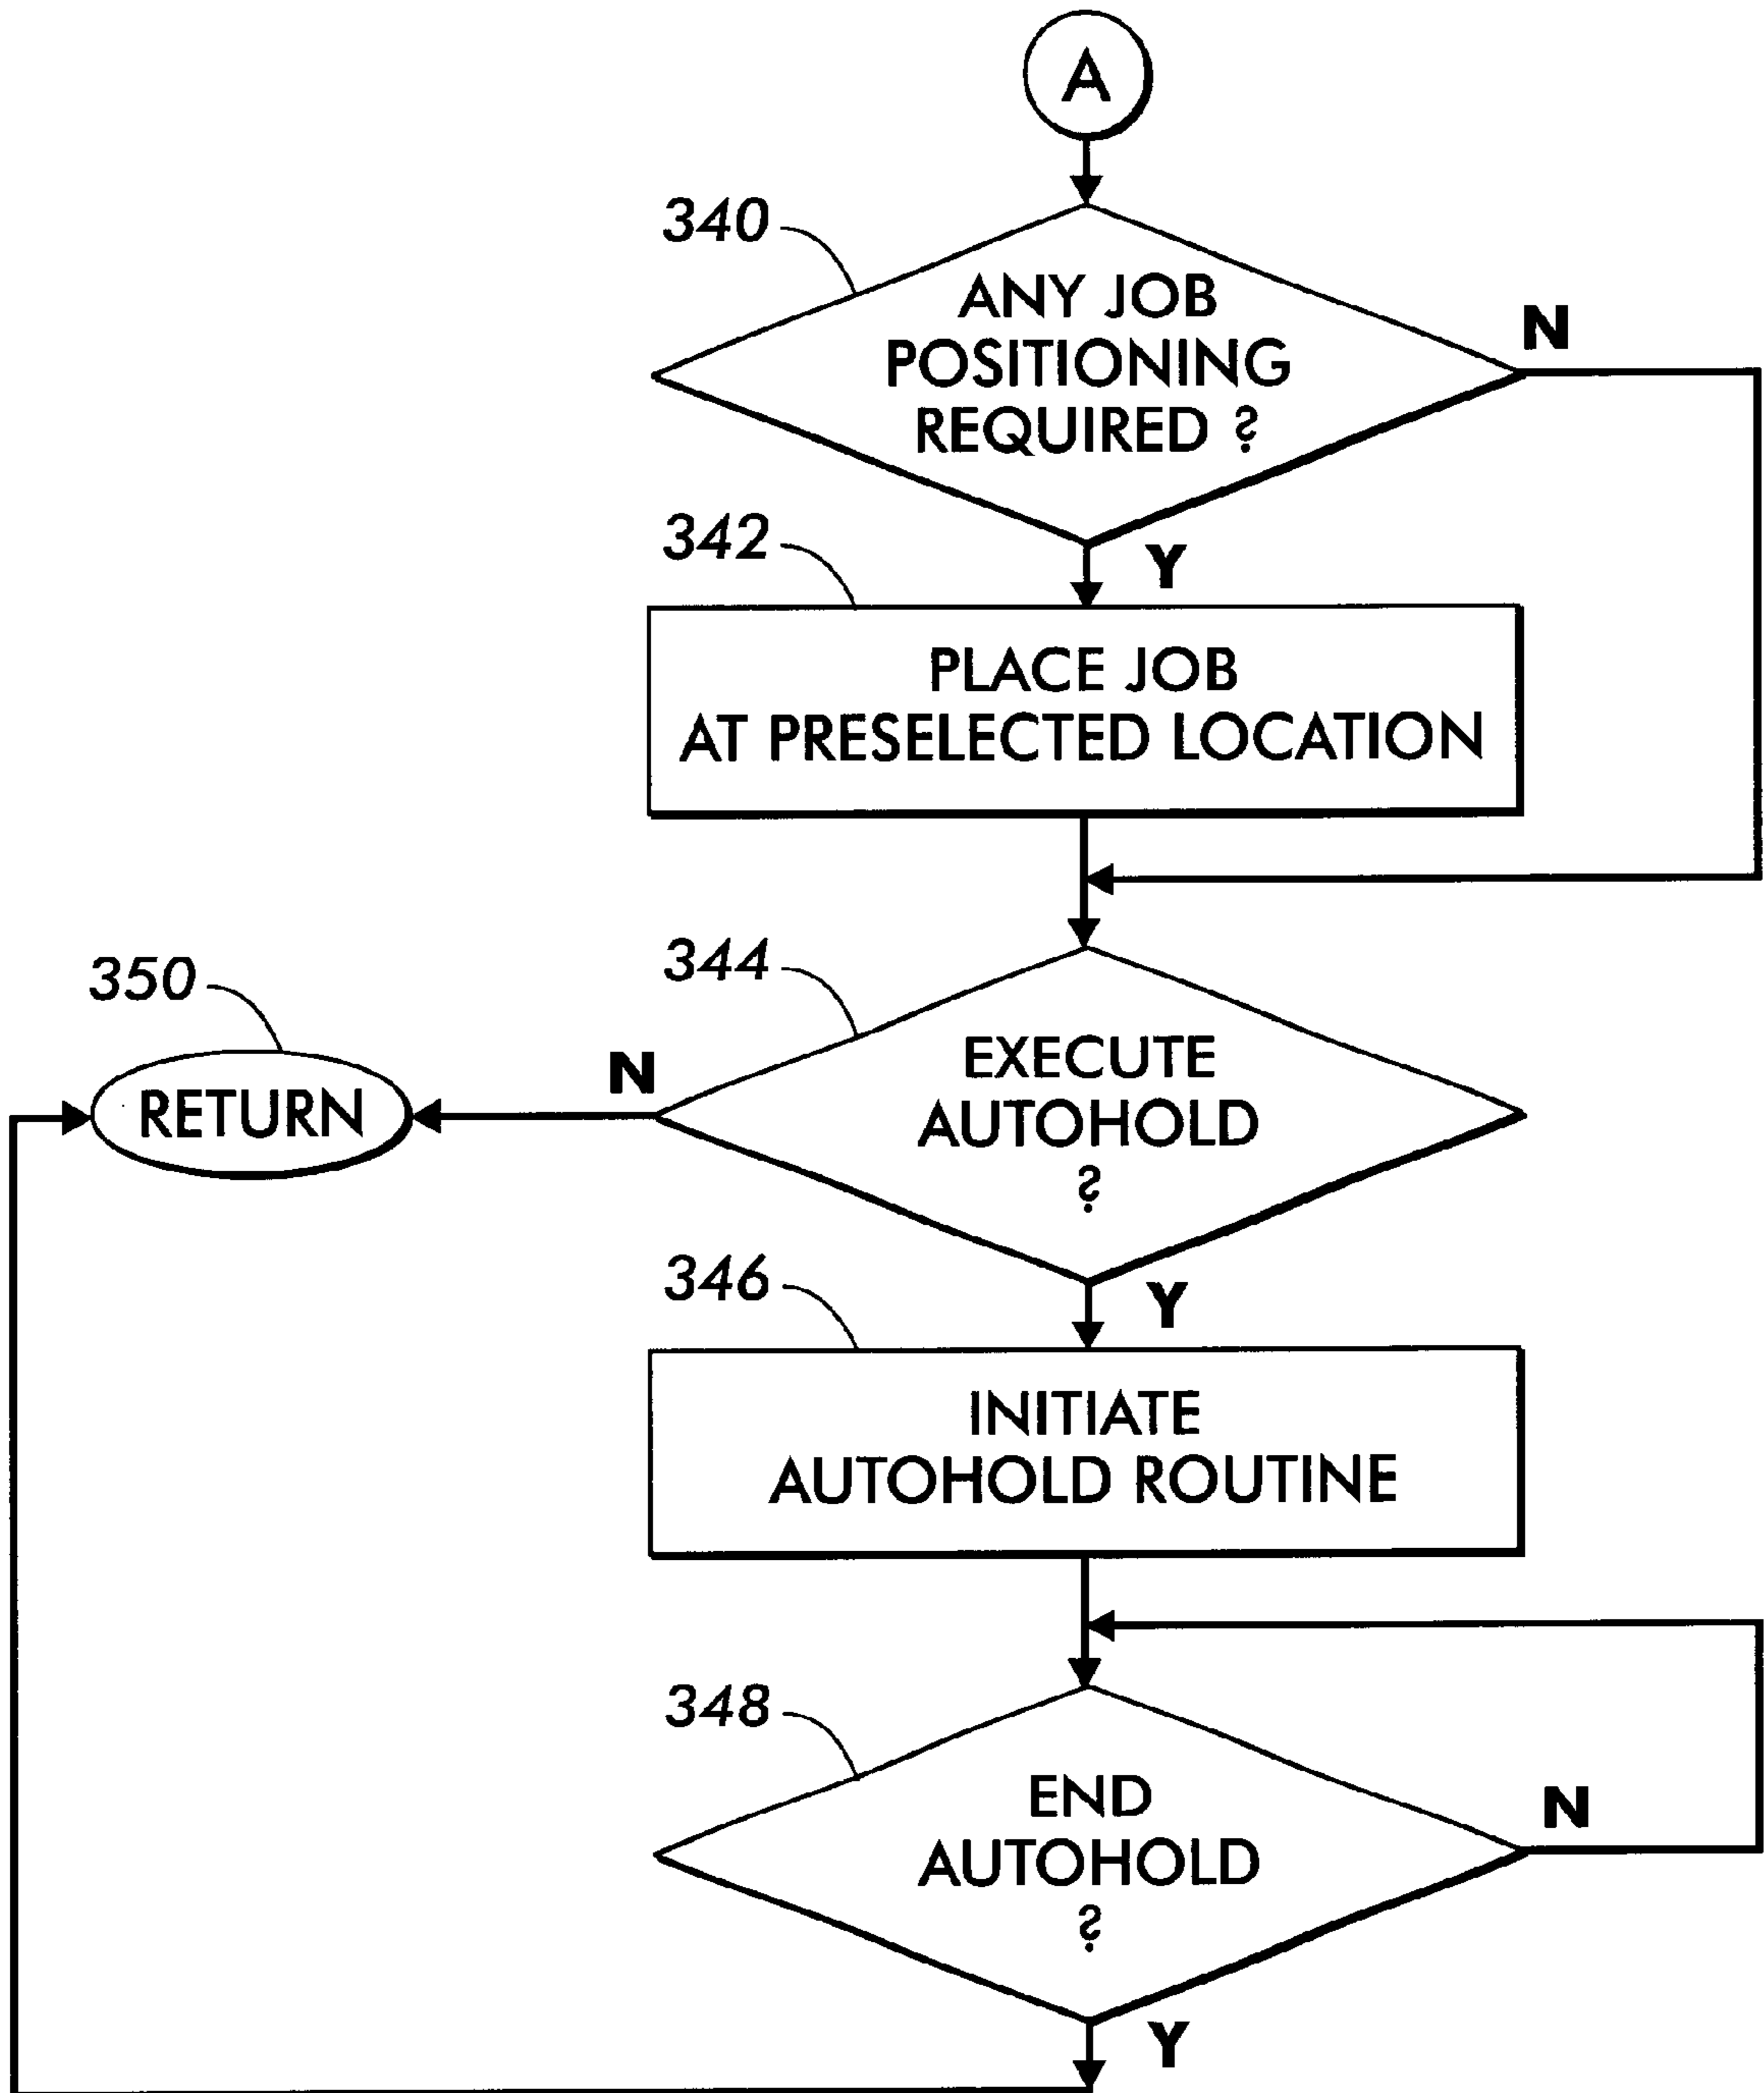 A
340
ANY JOB
POSITIONING
REQUIRED ?
N
342
Y
PLACE JOB
AT PRESELECTED LOCATION
344
350
EXECUTE
AUTOHOLD
?
N
RETURN
346
Y
INITIATE
AUTOHOLD ROUTINE
348
END
AUTOHOLD
?
N
Y